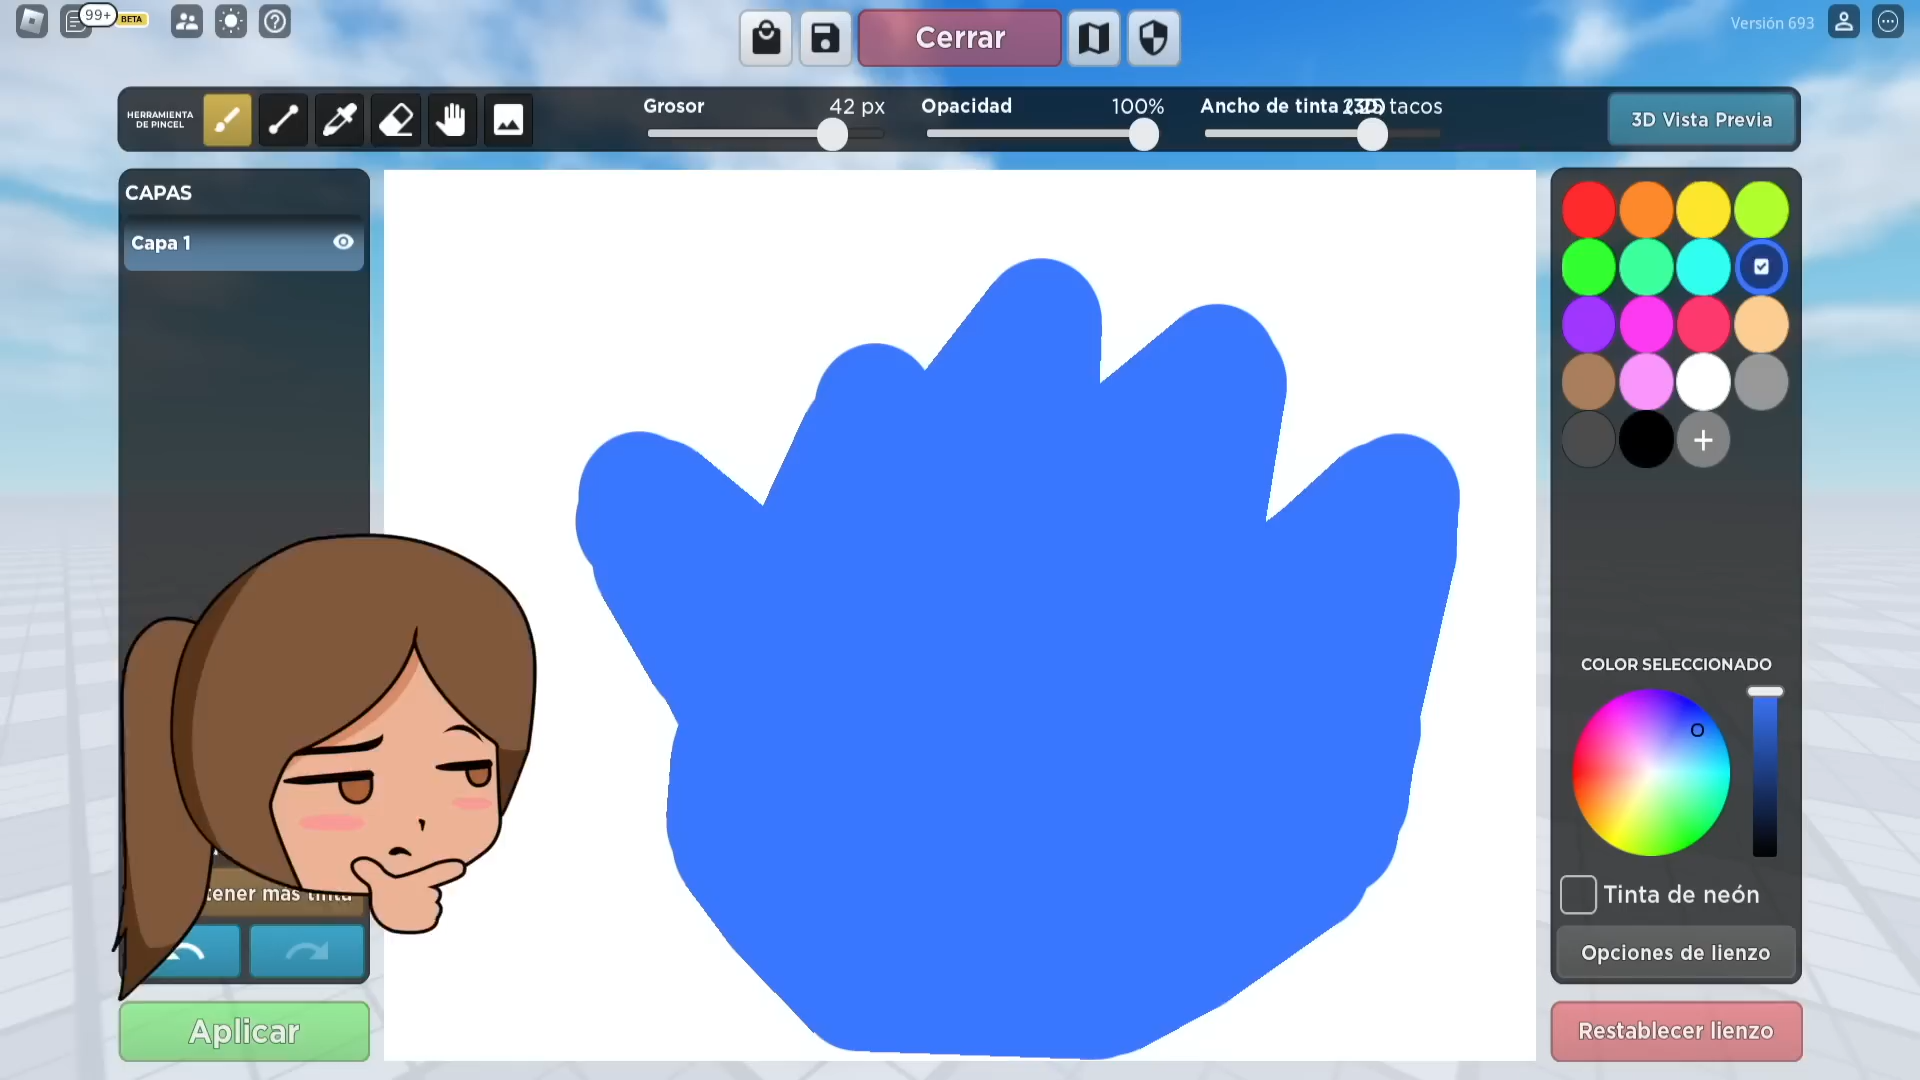 99+
BETA
Cerrar
Versión 693
HERRAMIENTA
DE PINCEL
Grosor
42 px
Opacidad
100%
Ancho de tinta
tacos
3D Vista Previa
CAPAS
Capa 1
COLOR SELECCIONADO
Tinta de neón
Opciones de lienzo
Aplicar
Restablecer lienzo